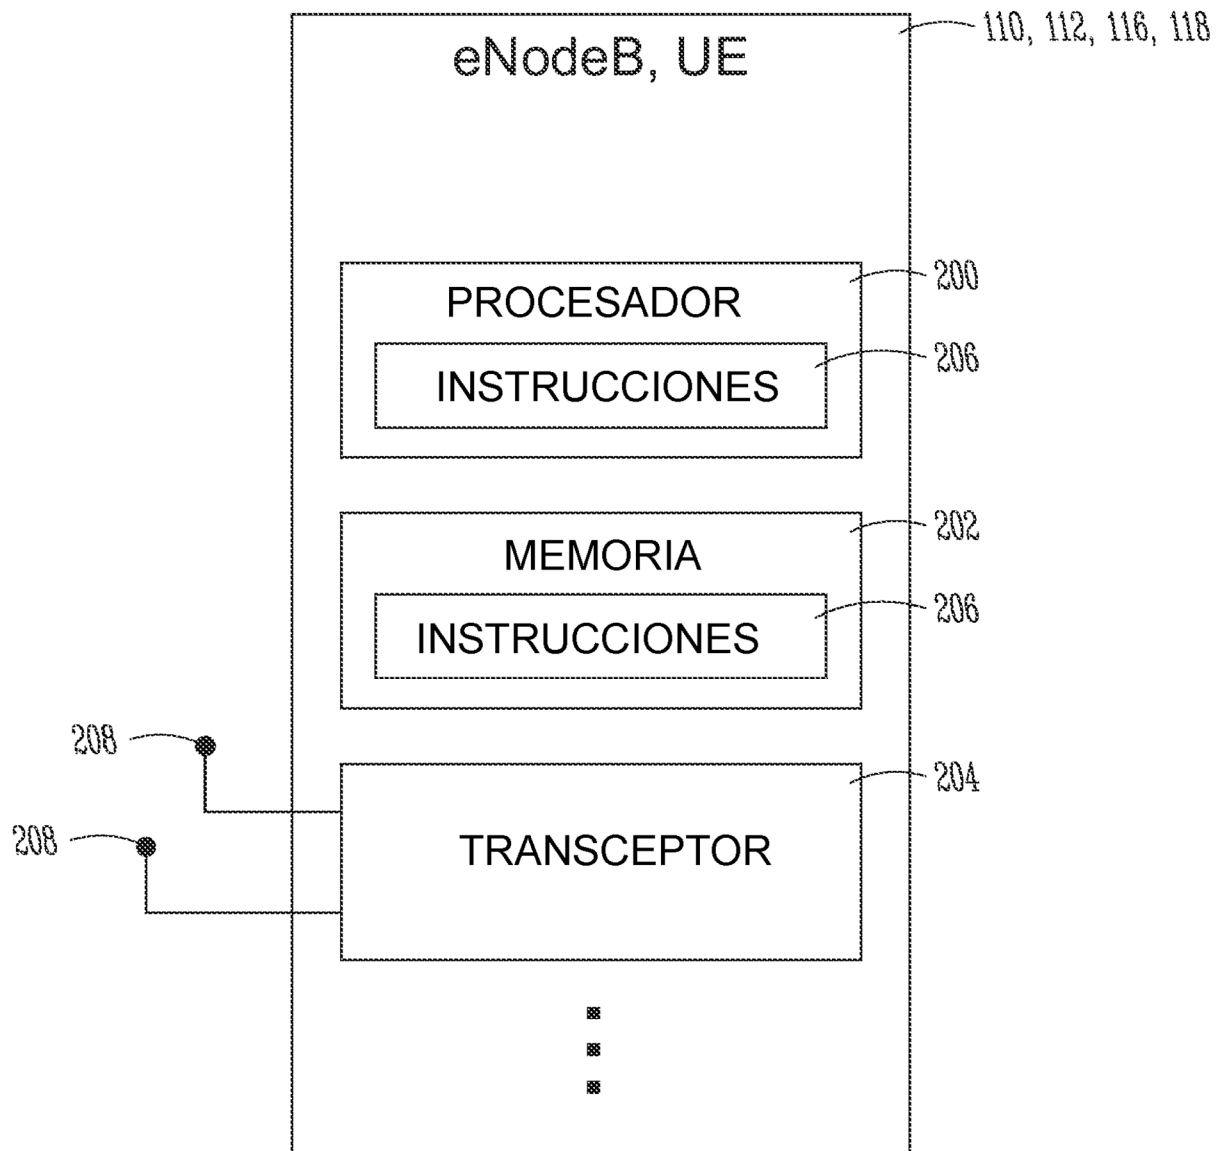 110, 112, 116, 118
eNodeB, UE
200
PROCESADOR
206
INSTRUCCIONES
202
MEMORIA
206
INSTRUCCIONES
208
204
208
TRANSCEPTOR